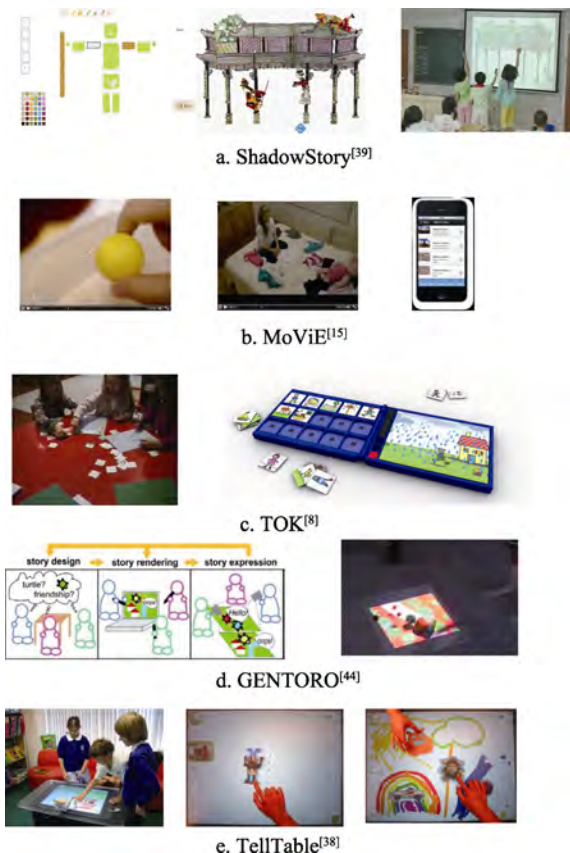 a. ShadowStory[39]
b. MoViE[15]
c. TOK[8]
story design story rendering story expression
turtle?
friendship?
Hello!
oops!
d. GENTORO[44]
e. TellTable[38]